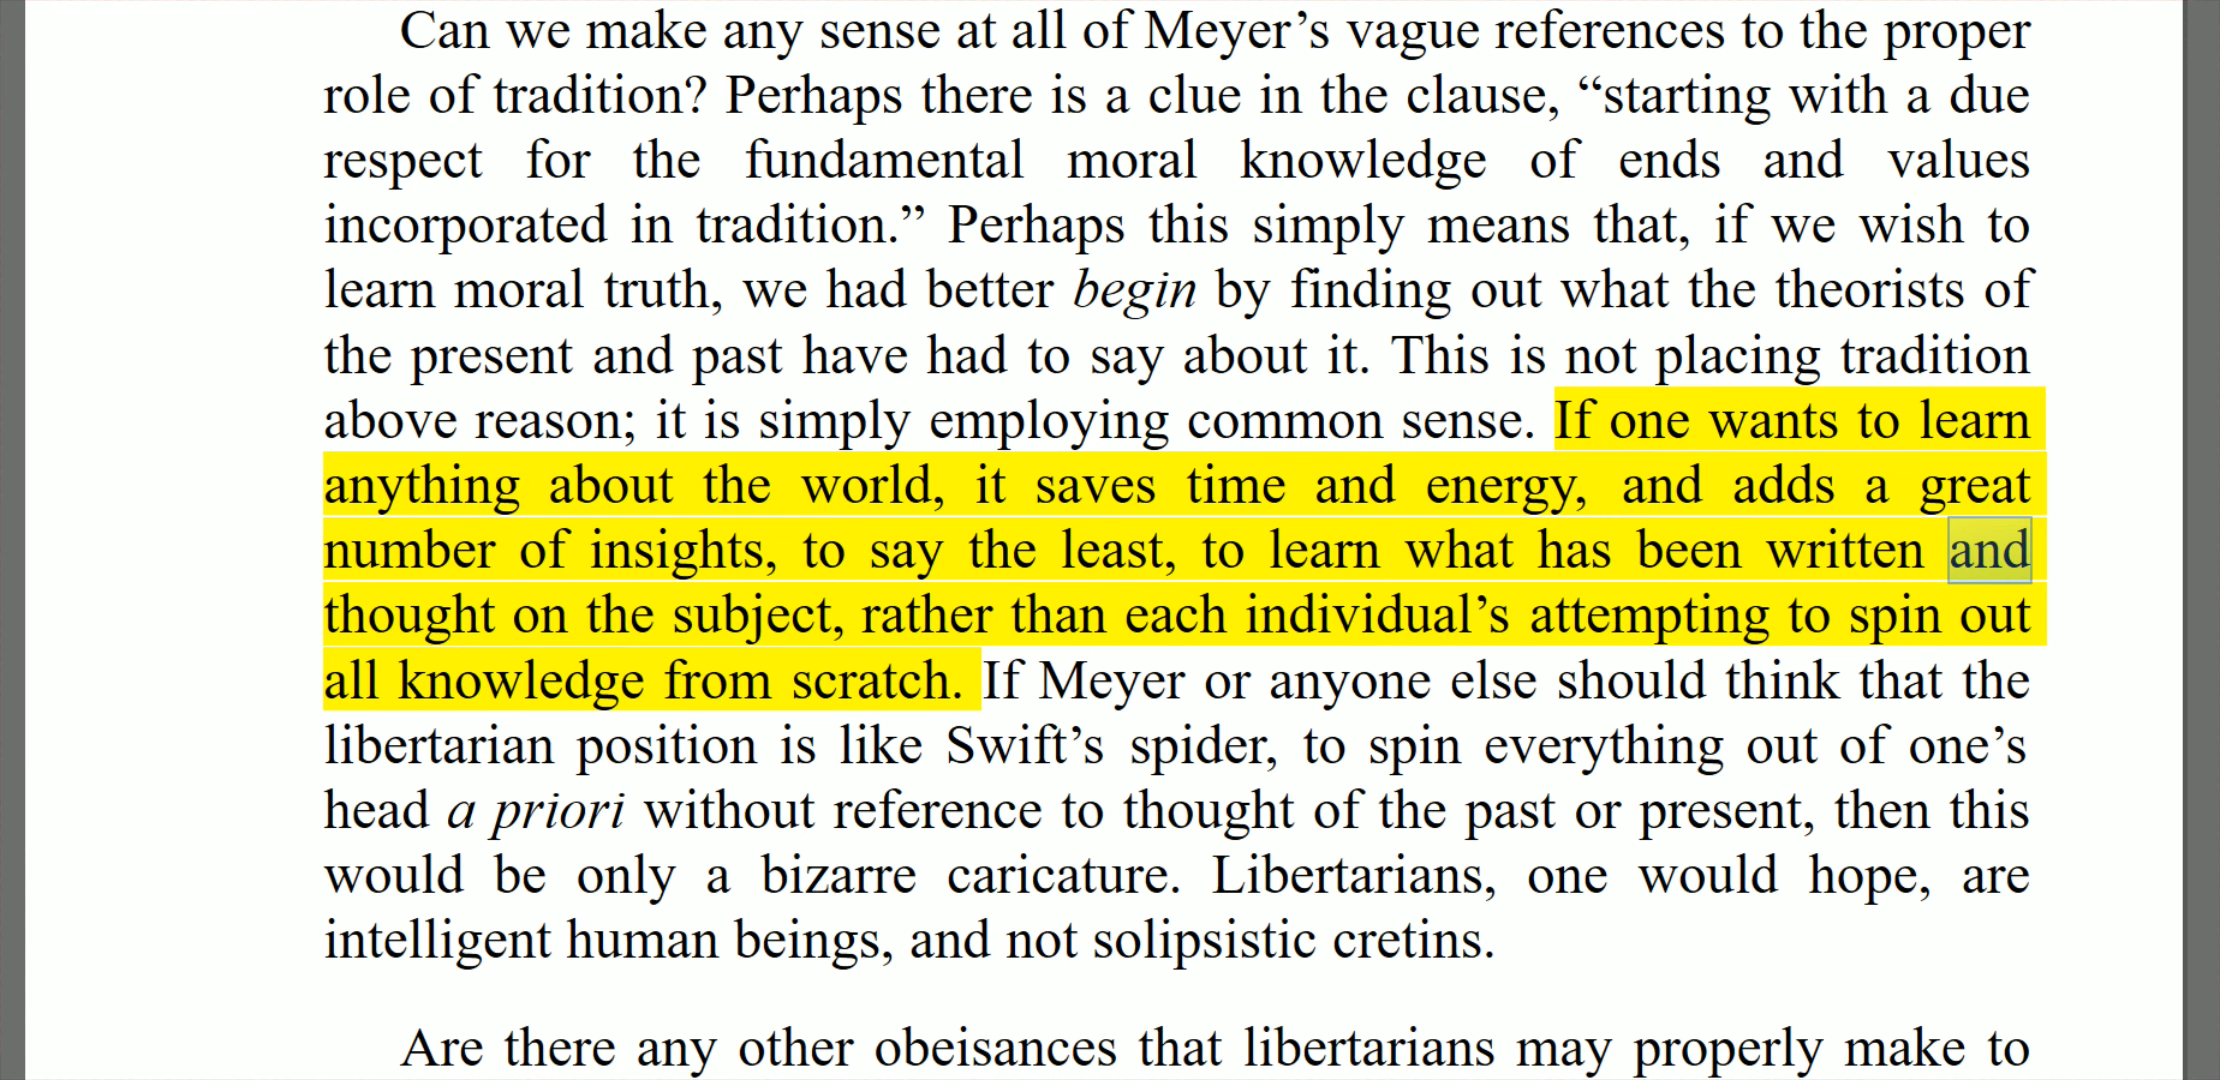 Can we make any sense at all of Meyer’s vague references to the proper
role of tradition? Perhaps there is a clue in the clause, “starting with a due
respect for the fundamental moral knowledge of ends and values
incorporated in tradition.” Perhaps this simply means that, if we wish to
learn moral truth, we had better begin by finding out what the theorists of
the present and past have had to say about it. This is not placing tradition
above reason; it is simply employing common sense. If one wants to learn
anything about the world, it saves time and energy, and adds a great
number of insights, to say the least, to learn what has been written and
thought on the subject, rather than each individual’s attempting to spin out
all knowledge from scratch. If Meyer or anyone else should think that the
libertarian position is like Swift’s spider, to spin everything out of one’s
head a priori without reference to thought of the past or present, then this
would be only a bizarre caricature. Libertarians, one would hope, are
intelligent human beings, and not solipsistic cretins.
Are there any other obeisances that libertarians may properly make to